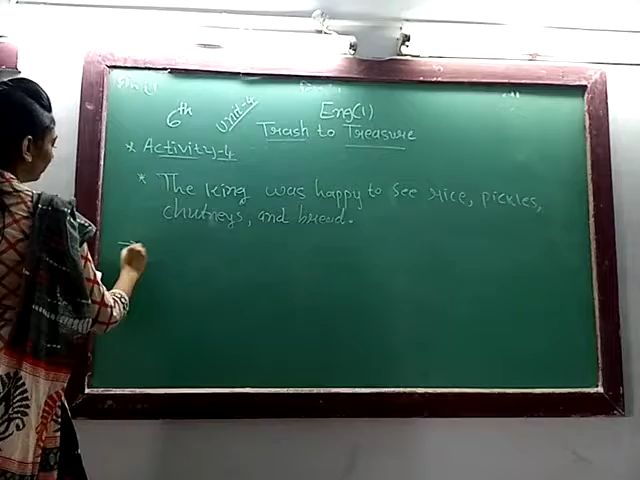 6th
Unit-4
Eng(1)
Trash to Treasure
* Activity-4
* The king was happy to see rice, pickles,
chutneys, and bread.